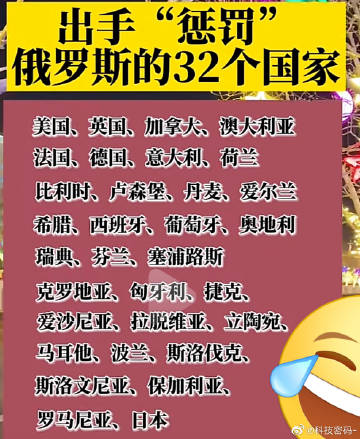 出手“惩罚”
俄罗斯的32个国家
美国、英国、加拿大、澳大利亚
法国、德国、意大利、荷兰
比利时、卢森堡、丹麦、爱尔兰
希腊、西班牙、葡萄牙、奥地利
瑞典、芬兰、塞浦路斯
克罗地亚、匈牙利、捷克、
爱沙尼亚、拉脱维亚、立陶宛、
马耳他、波兰、斯洛伐克、
斯洛文尼亚、保加利亚、
罗马尼亚、日本
@科技密码-